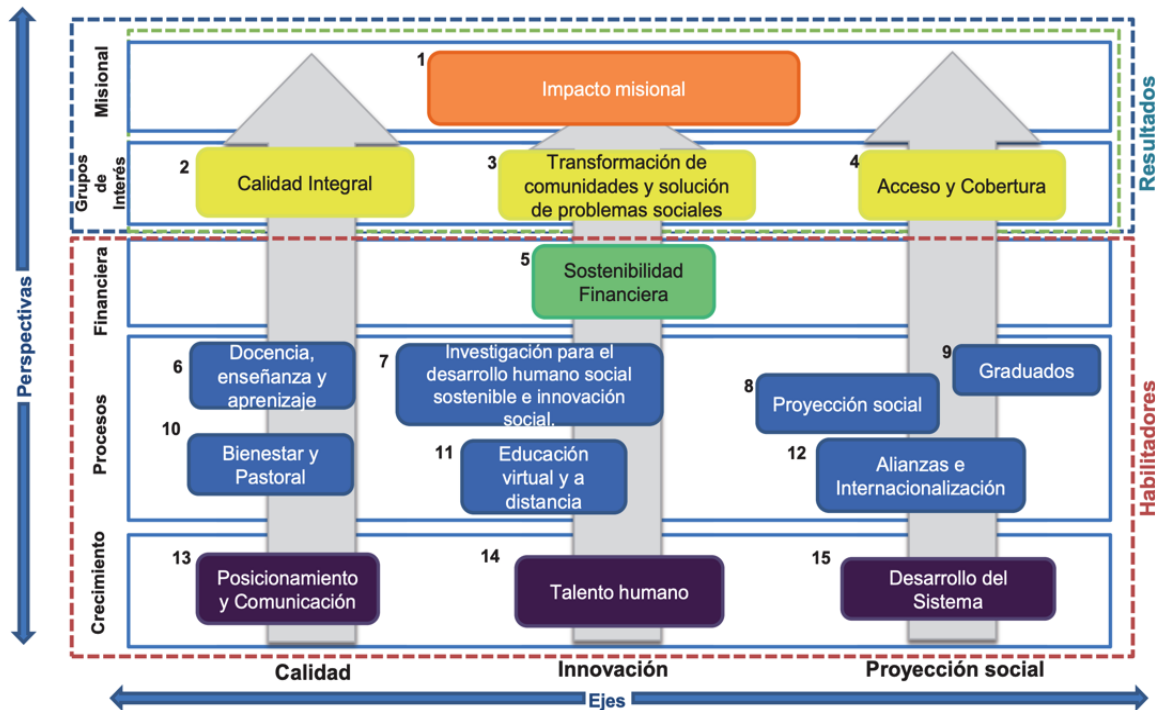 Perspectivas
Misional
1
Impacto misional
Grupos
de
Interés
2
Calidad Integral
3
Transformación de
comunidades y solución
de problemas sociales
4
Acceso y Cobertura
Resultados
Financiera
5
Sostenibilidad
Financiera
Procesos
6
Docencia,
enseñanza y
aprenizaje
7
Investigación para el
desarrollo humano social
sostenible e innovación
social.
8
Proyección social
9
Graduados
10
Bienestar y
Pastoral
11
Educación
virtual y a
distancia
12
Alianzas e
Internacionalización
Habilitadores
Crecimiento
13
Posicionamiento
y Comunicación
14
Talento humano
15
Desarrollo del
Sistema
Calidad
Innovación
Proyección social
Ejes